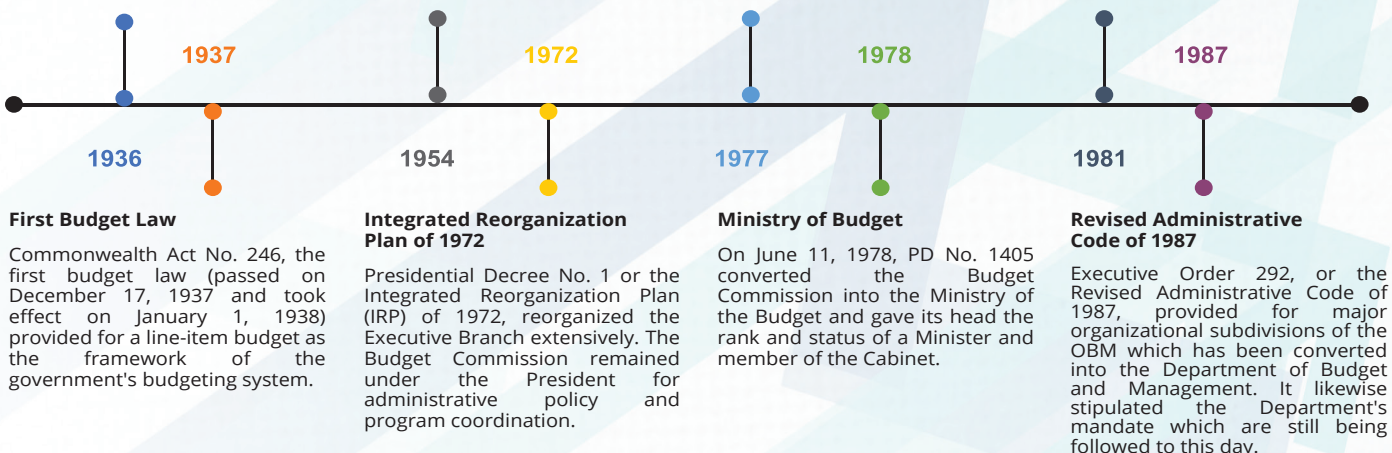 1937
1972
1978
1987
1936
1954
1977
1981
First Budget Law
Commonwealth Act No. 246, the
first budget law (passed on
December 17, 1937 and took
effect on January 1, 1938)
provided for a line-item budget as
the framework of the
government's budgeting system.
Integrated Reorganization
Plan of 1972
Presidential Decree No. 1 or the
Integrated Reorganization Plan
(IRP) of 1972, reorganized the
Executive Branch extensively. The
Budget Commission remained
under the President for
administrative policy and
program coordination.
Ministry of Budget
On June 11, 1978, PD No. 1405
converted the Budget
Commission into the Ministry of
the Budget and gave its head the
rank and status of a Minister and
member of the Cabinet.
Revised Administrative
Code of 1987
Executive Order 292, or the
Revised Administrative Code of
1987, provided for major
organizational subdivisions of the
OBM which has been converted
into the Department of Budget
and Management. It likewise
stipulated the Department's
mandate which are still being
followed to this day.